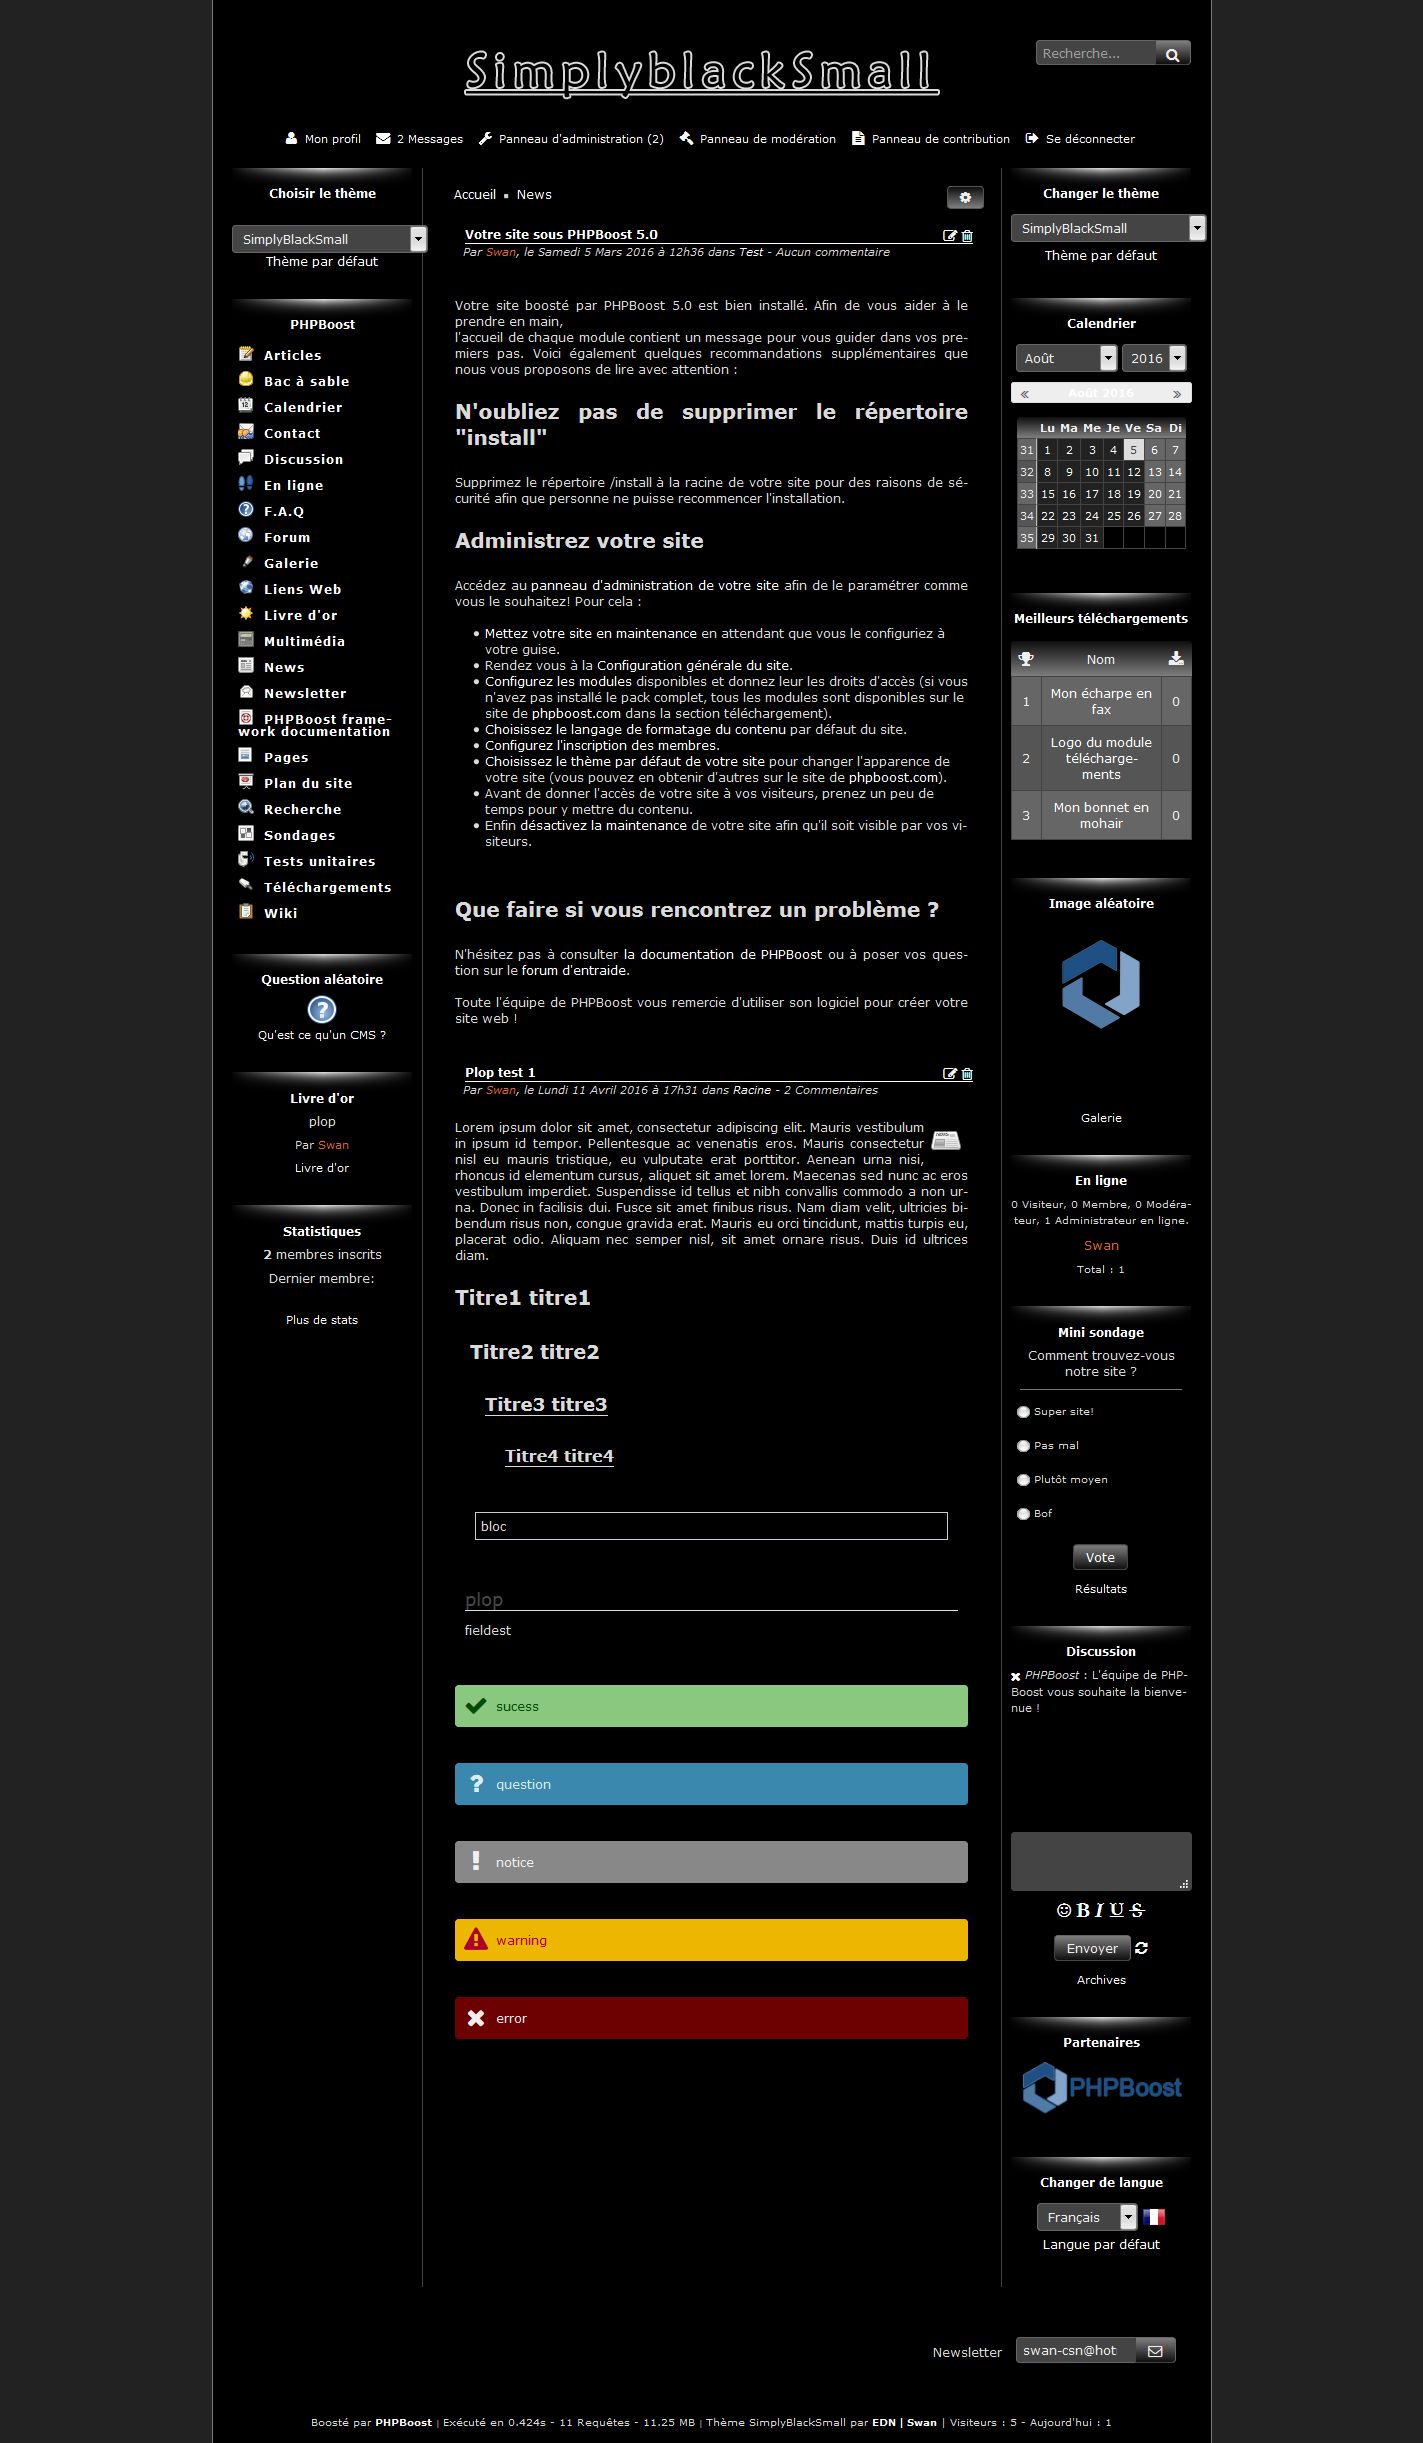 SimplyblackSmall
Recherche...
Mon profil 2 Messages Panneau d'administration (2) Panneau de modération Panneau de contribution Se déconnecter
Choisir le thème
SimplyBlackSmall
Thème par défaut
PHPBoost
Articles
Bac à sable
Calendrier
Contact
Discussion
En ligne
F.A.Q
Forum
Galerie
Liens Web
Livre d'or
Multimédia
News
Newsletter
PHPBoost frame-
work documentation
Pages
Plan du site
Recherche
Sondages
Tests unitaires
Téléchargements
Wiki
Question aléatoire
Qu'est ce qu'un CMS ?
Livre d'or
plop
Par Swan
Livre d'or
Statistiques
2 membres inscrits
Dernier membre:
Plus de stats
Accueil News
Votre site sous PHPBoost 5.0
Par Swan, le Samedi 5 Mars 2016 à 12h36 dans Test - Aucun commentaire
Votre site boosté par PHPBoost 5.0 est bien installé. Afin de vous aider à le
prendre en main,
l'accueil de chaque module contient un message pour vous guider dans vos pre-
miers pas. Voici également quelques recommandations supplémentaires que
nous vous proposons de lire avec attention :
N'oubliez pas de supprimer le répertoire
"install"
Supprimez le répertoire /install à la racine de votre site pour des raisons de sé-
curité afin que personne ne puisse recommencer l'installation.
Administrez votre site
Accédez au panneau d'administration de votre site afin de le paramétrer comme
vous le souhaitez! Pour cela :
Mettez votre site en maintenance en attendant que vous le configuriez à
votre guise.
Rendez vous à la Configuration générale du site.
Configurez les modules disponibles et donnez leur les droits d'accès (si vous
n'avez pas installé le pack complet, tous les modules sont disponibles sur le
site de phpboost.com dans la section téléchargement).
Choisissez le langage de formatage du contenu par défaut du site.
Configurez l'inscription des membres.
Choisissez le thème par défaut de votre site pour changer l'apparence de
votre site (vous pouvez en obtenir d'autres sur le site de phpboost.com).
Avant de donner l'accès de votre site à vos visiteurs, prenez un peu de
temps pour y mettre du contenu.
Enfin désactivez la maintenance de votre site afin qu'il soit visible par vos vi-
siteurs.
Que faire si vous rencontrez un problème ?
N'hésitez pas à consulter la documentation de PHPBoost ou à poser vos ques-
tion sur le forum d'entraide.
Toute l'équipe de PHPBoost vous remercie d'utiliser son logiciel pour créer votre
site web !
Plop test 1
Par Swan, le Lundi 11 Avril 2016 à 17h31 dans Racine - 2 Commentaires
Lorem ipsum dolor sit amet, consectetur adipiscing elit. Mauris vestibulum
in ipsum id tempor. Pellentesque ac venenatis eros. Mauris consectetur
nisl eu mauris tristique, eu vulputate erat porttitor. Aenean urna nisi,
rhoncus id elementum cursus, aliquet sit amet lorem. Maecenas sed nunc ac eros
vestibulum imperdiet. Suspendisse id tellus et nibh convallis commodo a non ur-
na. Donec in facilisis dui. Fusce sit amet finibus risus. Nam diam velit, ultricies bi-
bendum risus non, congue gravida erat. Mauris eu orci tincidunt, mattis turpis eu,
placerat odio. Aliquam nec semper nisl, sit amet ornare risus. Duis id ultrices
diam.
Titre1 titre1
Titre2 titre2
Titre3 titre3
Titre4 titre4
bloc
plop
fieldest
sucess
question
notice
warning
error
Changer le thème
SimplyBlackSmall
Thème par défaut
Calendrier
Août 2016
« Août 2016 »
Lu Ma Me Je Ve Sa Di
31 1 2 3 4 5 6 7
32 8 9 10 11 12 13 14
33 15 16 17 18 19 20 21
34 22 23 24 25 26 27 28
35 29 30 31
Meilleurs téléchargements
Nom
1 Mon écharpe en
fax 0
2 Logo du module
télécharge-
ments 0
3 Mon bonnet en
mohair 0
Image aléatoire
Galerie
En ligne
0 Visiteur, 0 Membre, 0 Modéra-
teur, 1 Administrateur en ligne.
Swan
Total : 1
Mini sondage
Comment trouvez-vous
notre site ?
Super site!
Pas mal
Plutôt moyen
Bof
Vote
Résultats
Discussion
PHPBoost : L'équipe de PHP-
Boost vous souhaite la bienve-
nue !
B I U S
Envoyer
Archives
Partenaires
PHPBoost
Changer de langue
Français
Langue par défaut
Newsletter swan-csn@hot
Boosté par PHPBoost | Exécuté en 0.424s - 11 Requêtes - 11.25 MB | Thème SimplyBlackSmall par EDN | Swan | Visiteurs : 5 - Aujourd'hui : 1